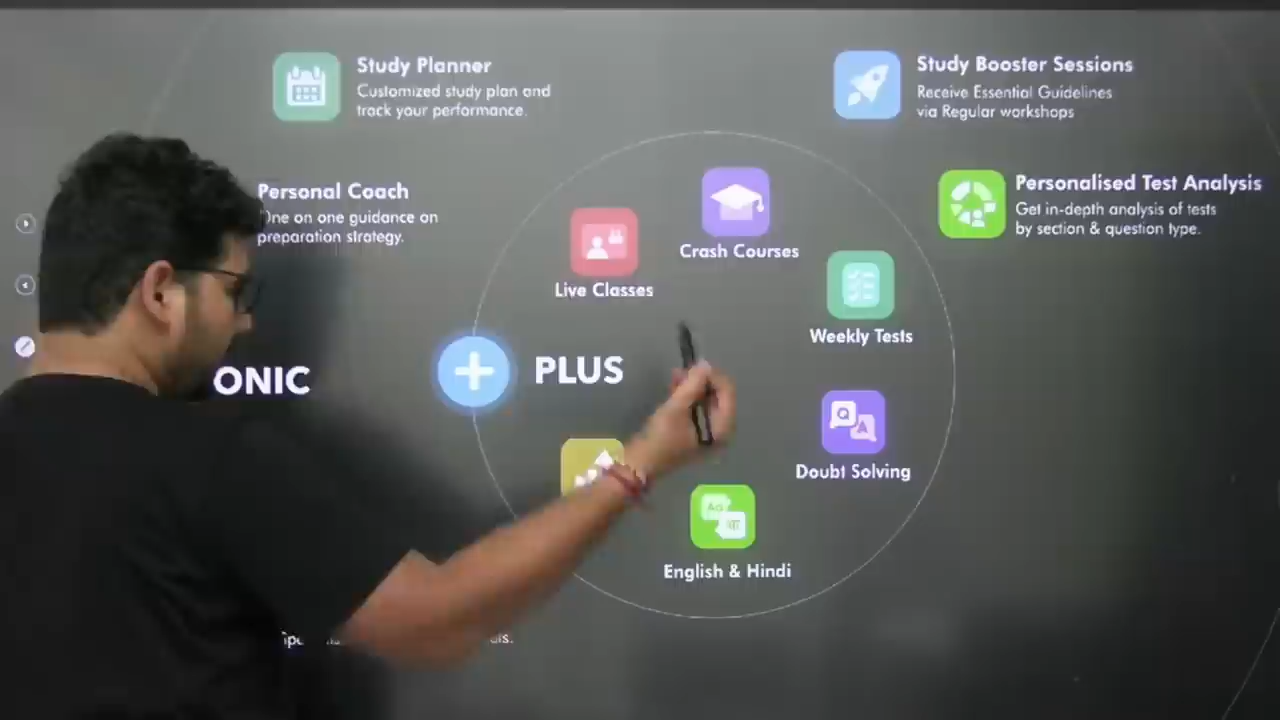 Study Planner
Customized study plan and
track your performance.
Study Booster Sessions
Receive Essential Guidelines
via Regular workshops
Personal Coach
One on one guidance on
preparation strategy.
Personalised Test Analysis
Get in-depth analysis of tests
by section & question type.
Crash Courses
Live Classes
Weekly Tests
ONIC
PLUS
Q
A
Doubt Solving
English & Hindi